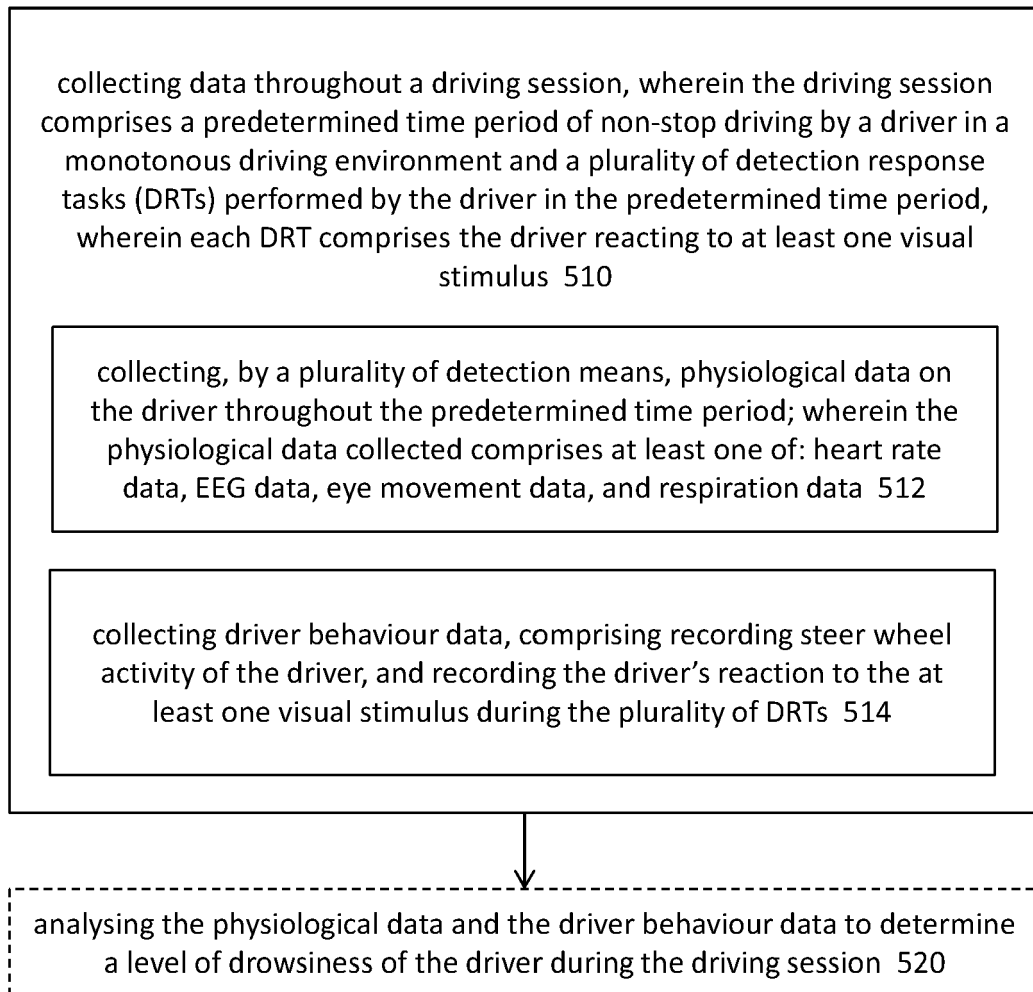 collecting data throughout a driving session, wherein the driving session
comprises a predetermined time period of non-stop driving by a driver in a
monotonous driving environment and a plurality of detection response
tasks (DRTs) performed by the driver in the predetermined time period,
wherein each DRT comprises the driver reacting to at least one visual
stimulus 510
collecting, by a plurality of detection means, physiological data on
the driver throughout the predetermined time period; wherein the
physiological data collected comprises at least one of: heart rate
data, EEG data, eye movement data, and respiration data 512
collecting driver behaviour data, comprising recording steer wheel
activity of the driver, and recording the driver's reaction to the at
least one visual stimulus during the plurality of DRTs 514
analysing the physiological data and the driver behaviour data to determine
a level of drowsiness of the driver during the driving session 520